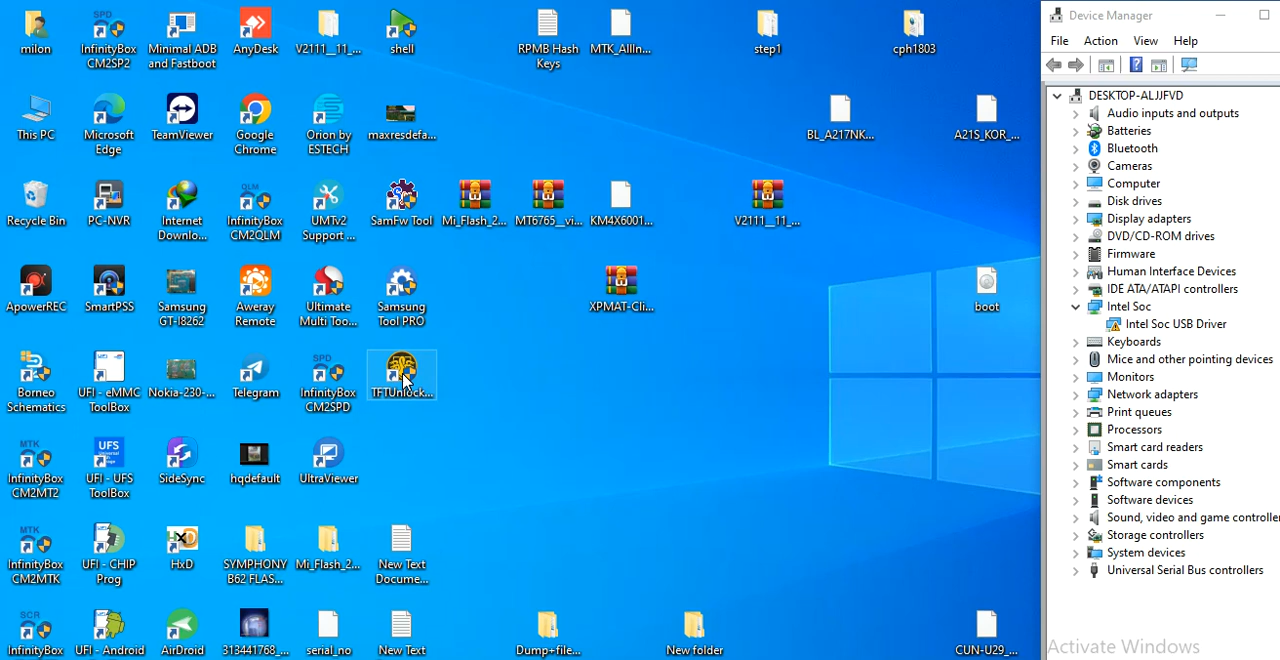 milon
SPD
InfinityBox
CM2SP2
Minimal ADB
and Fastboot
AnyDesk
V2111__11_...
shell
RPMB Hash
Keys
MTK_AllIn...
step1
cph1803
This PC
Microsoft
Edge
TeamViewer
Google
Chrome
Orion by
ESTECH
maxresdefa...
BL_A217NK...
A21S_KOR_...
Recycle Bin
PC-NVR
Internet
Downlo...
QLM
InfinityBox
CM2QLM
UMTv2
Support ...
SamFw Tool
Mi_Flash_2...
MT6765__vi...
KM4X6001...
V2111__11_...
ApowerREC
SmartPSS
Samsung
GT-I8262
Aweray
Remote
Ultimate
Multi Too...
Samsung
Tool PRO
XPMAT-Cli...
boot
Borneo
Schematics
UFI - eMMC
ToolBox
Nokia-230-...
Telegram
SPD
InfinityBox
CM2SPD
TFTUnlock...
MTK
InfinityBox
CM2MT2
UFS
UFI - UFS
ToolBox
SideSync
hqdefault
UltraViewer
MTK
InfinityBox
CM2MTK
UFI - CHIP
Prog
HxD
SYMPHONY
B62 FLAS...
Mi_Flash_2...
New Text
Docume...
SCR
InfinityBox
UFI - Android
AirDroid
313441768_...
serial_no
New Text
Dump+file...
New folder
CUN-U29_...
Device Manager
File Action View Help
DESKTOP-ALJJFVD
Audio inputs and outputs
Batteries
Bluetooth
Cameras
Computer
Disk drives
Display adapters
DVD/CD-ROM drives
Firmware
Human Interface Devices
IDE ATA/ATAPI controllers
Intel Soc
Intel Soc USB Driver
Keyboards
Mice and other pointing devices
Monitors
Network adapters
Print queues
Processors
Smart card readers
Smart cards
Software components
Software devices
Sound, video and game controlle
Storage controllers
System devices
Universal Serial Bus controllers
Activate Windows